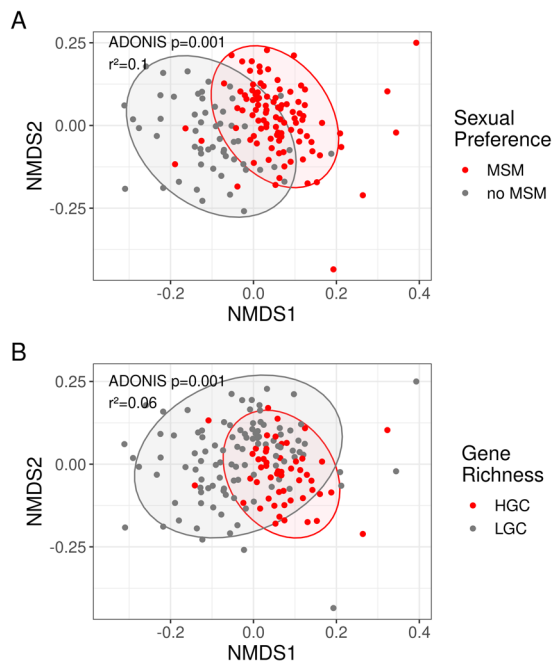 A
ADONIS p=0.001
r²=0.1
0.25
0.00
-0.25
NMDS2
-0.2
0.0
0.2
0.4
NMDS1
Sexual
Preference
MSM
no MSM
B
ADONIS p=0.001
r²=0.06
0.25
0.00
-0.25
NMDS2
-0.2
0.0
0.2
0.4
NMDS1
Gene
Richness
HGC
LGC